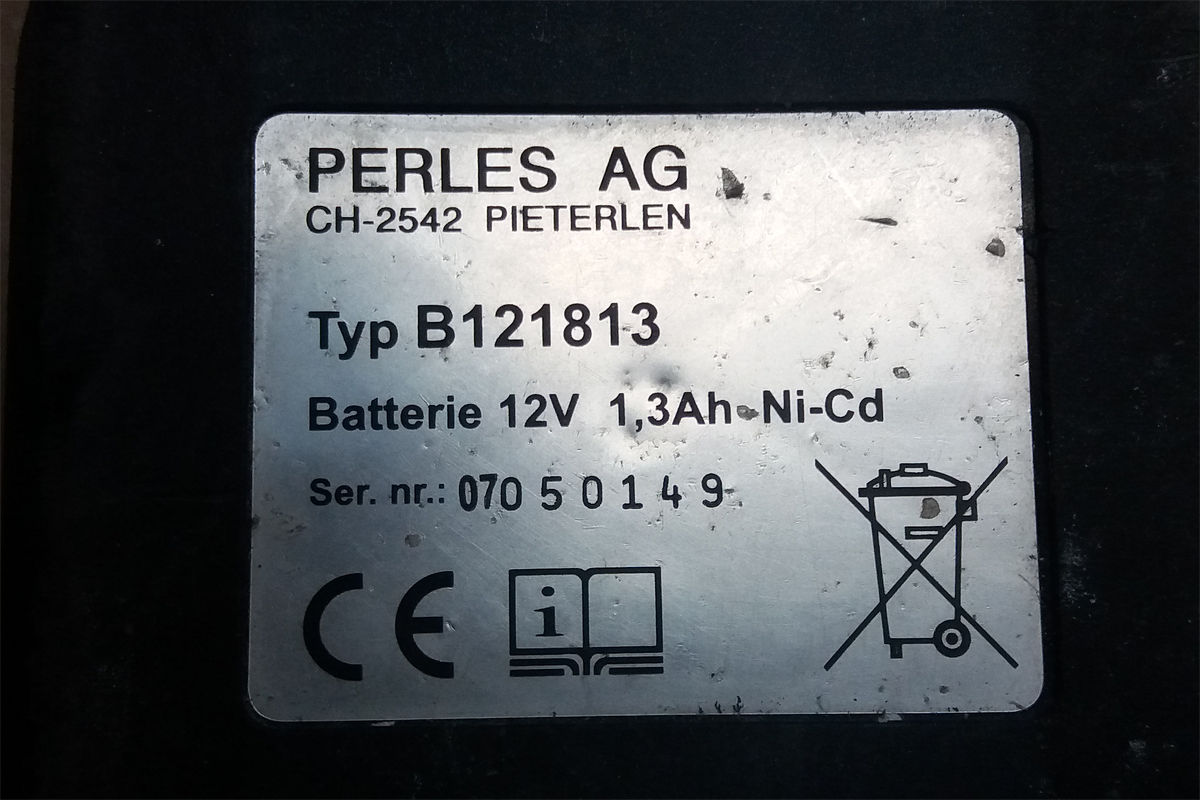 PERLES AG
CH-2542 PIETERLEN
Typ B121813
Batterie 12V 1,3Ah Ni-Cd
Ser. nr.: 07050149
CE
i